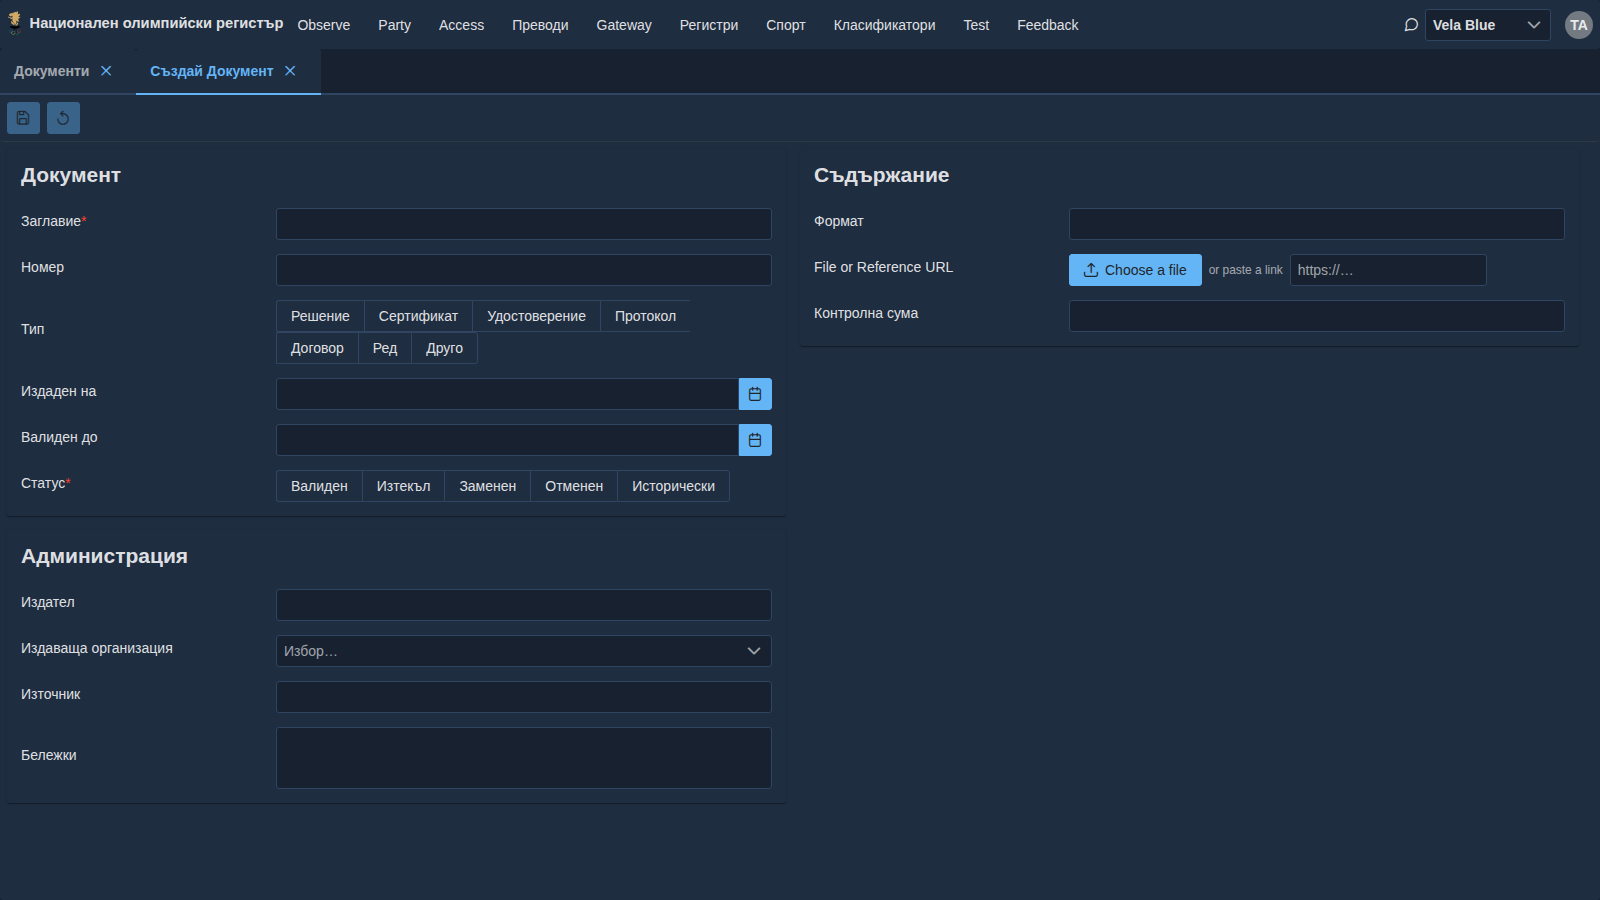 Национален олимпийски регистър Observe Party Access Преводи Gateway Регистри Спорт Класификатори Test Feedback Vela Blue TA
Документи Създай Документ
Документ
Заглавие*
Номер
Тип Решение Сертификат Удостоверение Протокол
Договор Ред Друго
Издаден на
Валиден до
Статус* Валиден Изтекъл Заменен Отменен Исторически
Администрация
Издател
Издаваща организация Избор...
Източник
Бележки
Съдържание
Формат
File or Reference URL Choose a file or paste a link https://...
Контролна сума